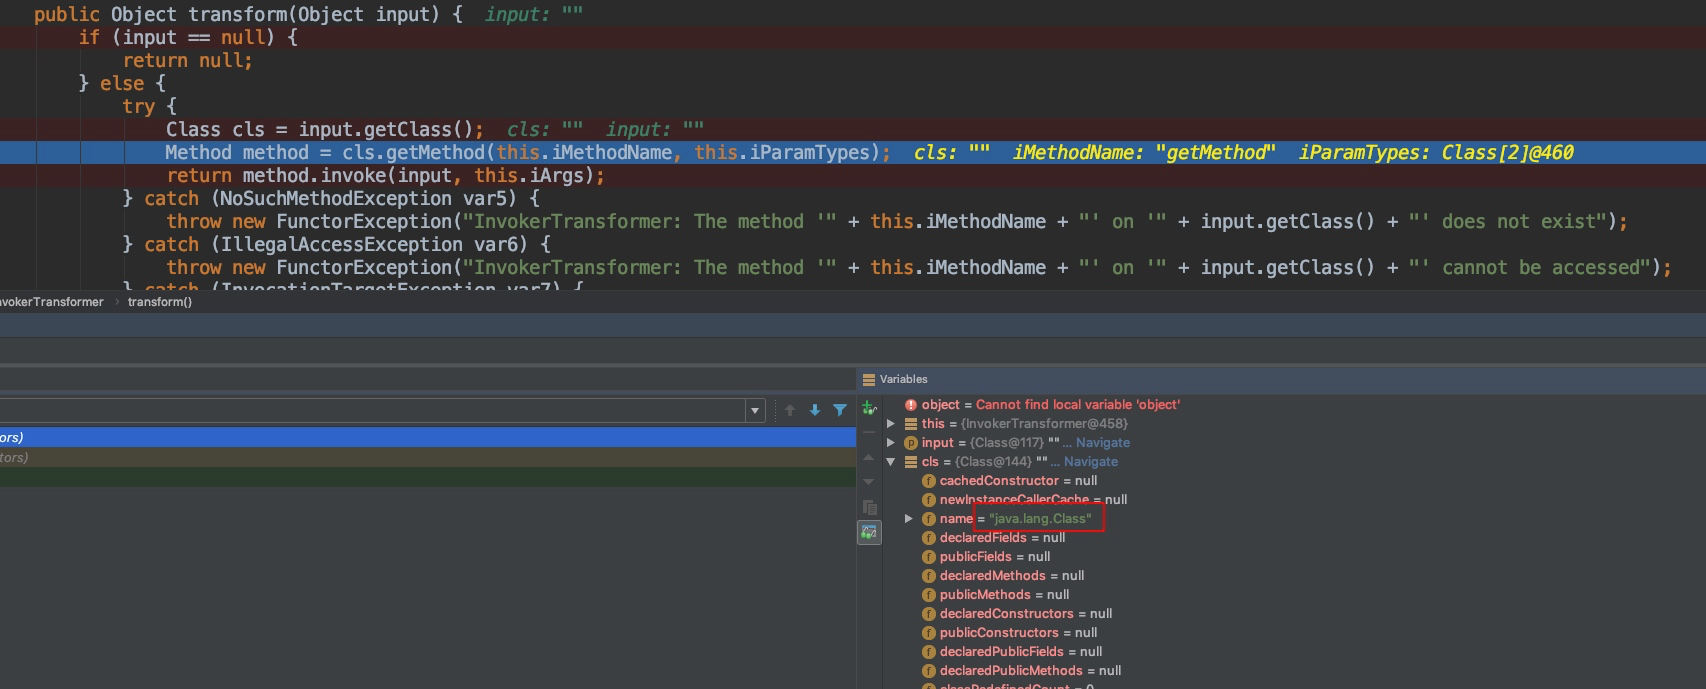 public Object transform(Object input) {  input: ""
if (input == null) {
return null;
} else {
try {
Class cls = input.getClass();  cls: ""  input: ""
Method method = cls.getMethod(this.iMethodName, this.iParamTypes);  cls: ""  iMethodName: "getMethod"  iParamTypes: Class[2]@460
return method.invoke(input, this.iArgs);
} catch (NoSuchMethodException var5) {
throw new FunctorException("InvokerTransformer: The method '" + this.iMethodName + "' on '" + input.getClass() + "' does not exist");
} catch (IllegalAccessException var6) {
throw new FunctorException("InvokerTransformer: The method '" + this.iMethodName + "' on '" + input.getClass() + "' cannot be accessed");
} catch (InvocationTargetException var7) {
nvokerTransformer › transform()
Variables
object = Cannot find local variable 'object'
this = {InvokerTransformer@458}
input = {Class@117} "" ... Navigate
ors)
tors)
cls = {Class@144} "" ... Navigate
cachedConstructor = null
newInstanceCallerCache = null
name = "java.lang.Class"
declaredFields = null
publicFields = null
declaredMethods = null
publicMethods = null
declaredConstructors = null
publicConstructors = null
declaredPublicFields = null
declaredPublicMethods = null
classRedefinedCount = 0